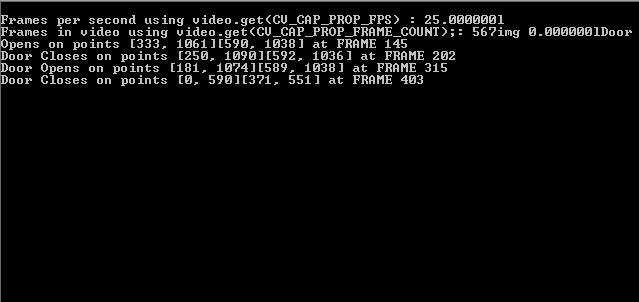 Frames per second using video.get(CV_CAP_PROP_FPS) : 25.000000l
Frames in video using video.get(CV_CAP_PROP_FRAME_COUNT);: 567img 0.000000lDoor
Opens on points [333, 1061][590, 1038] at FRAME 145
Door Closes on points [250, 1090][592, 1036] at FRAME 202
Door Opens on points [181, 1074][589, 1038] at FRAME 315
Door Closes on points [0, 590][371, 551] at FRAME 403